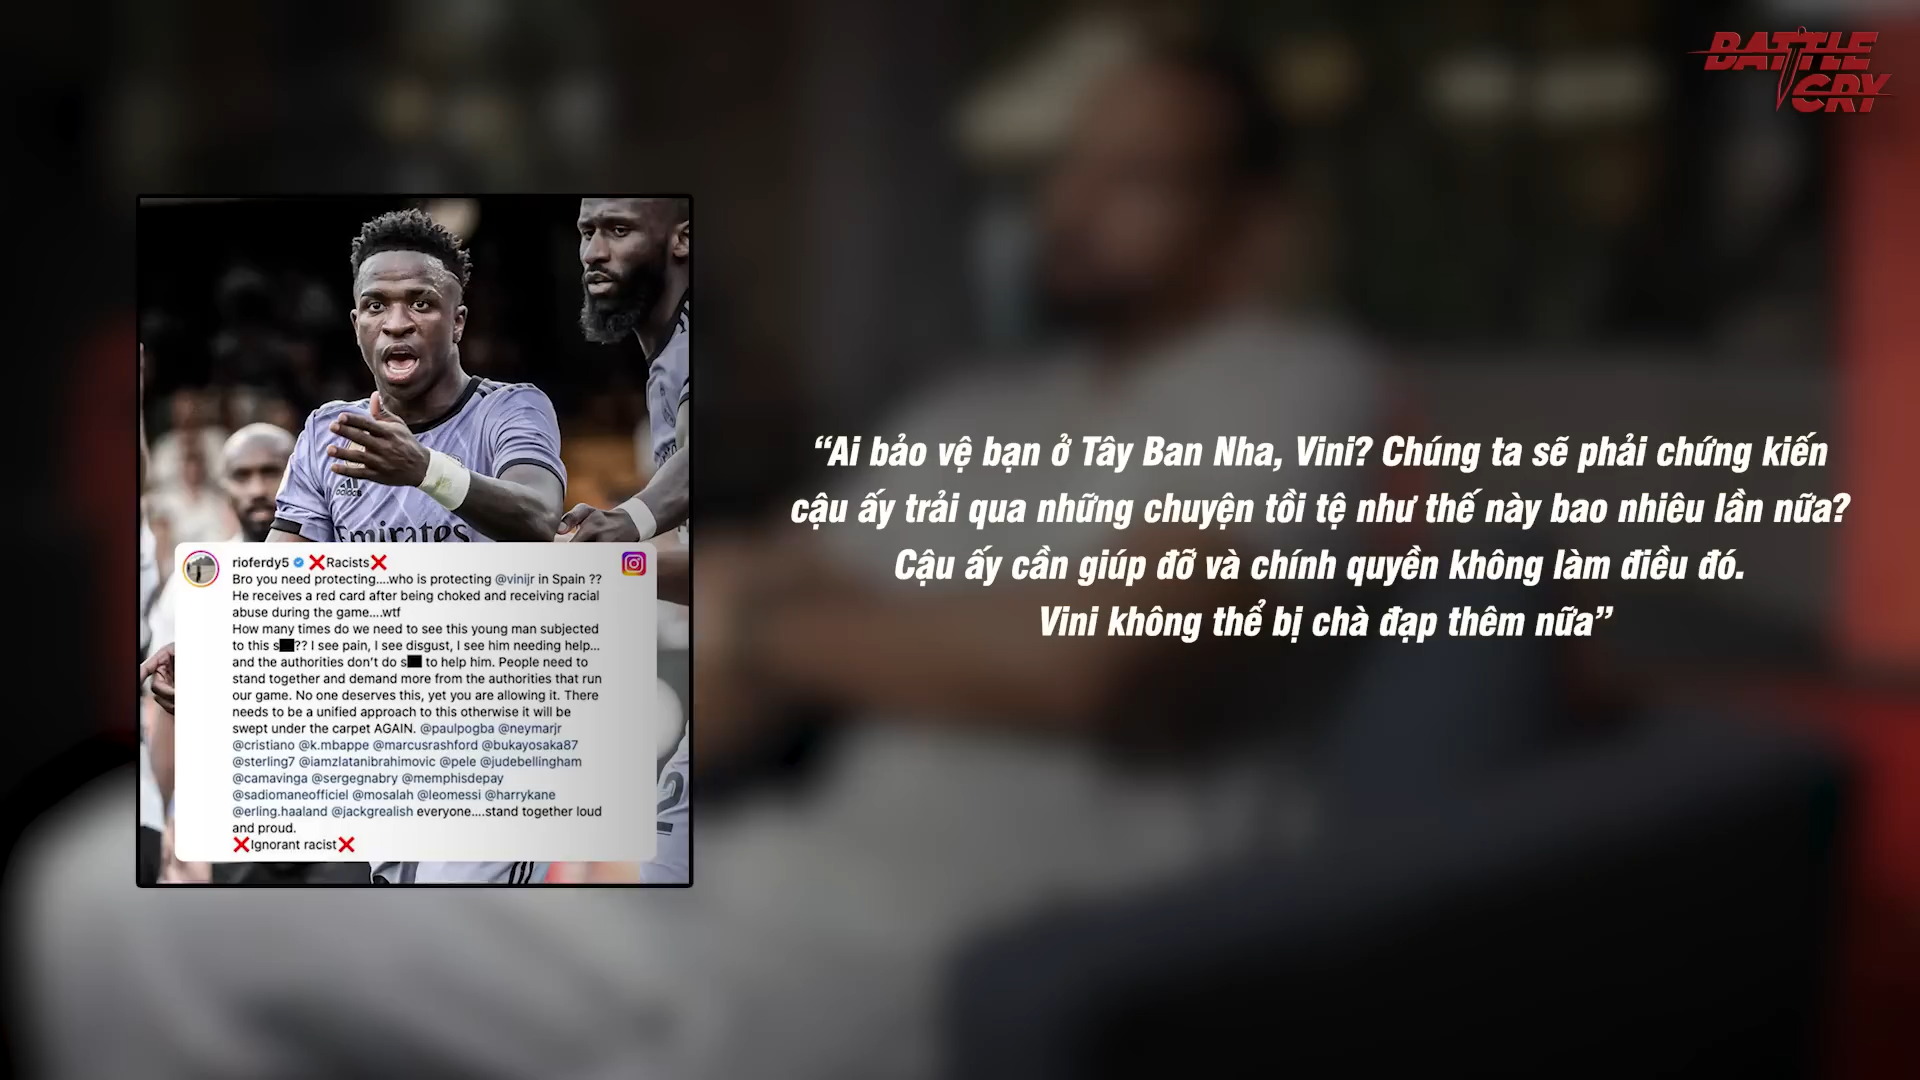 BATTLE
CRY
Emirates
adidas
rioferdy5 ❌Racists❌
Bro you need protecting....who is protecting @vinijr in Spain ??
He receives a red card after being choked and receiving racial
abuse during the game....wtf
How many times do we need to see this young man subjected
to this s██?? I see pain, I see disgust, I see him needing help...
and the authorities don't do s██ to help him. People need to
stand together and demand more from the authorities that run
our game. No one deserves this, yet you are allowing it. There
needs to be a unified approach to this otherwise it will be
swept under the carpet AGAIN. @paulpogba @neymarjr
@cristiano @k.mbappe @marcusrashford @bukayosaka87
@sterling7 @iamzlatanibrahimovic @pele @judebellingham
@camavinga @sergegnabry @memphisdepay
@sadiomaneofficiel @mosalah @leomessi @harrykane
@erling.haaland @jackgrealish everyone....stand together loud
and proud.
❌Ignorant racist❌
“Ai bảo vệ bạn ở Tây Ban Nha, Vini? Chúng ta sẽ phải chứng kiến
cậu ấy trải qua những chuyện tồi tệ như thế này bao nhiêu lần nữa?
Cậu ấy cần giúp đỡ và chính quyền không làm điều đó.
Vini không thể bị chà đạp thêm nữa”